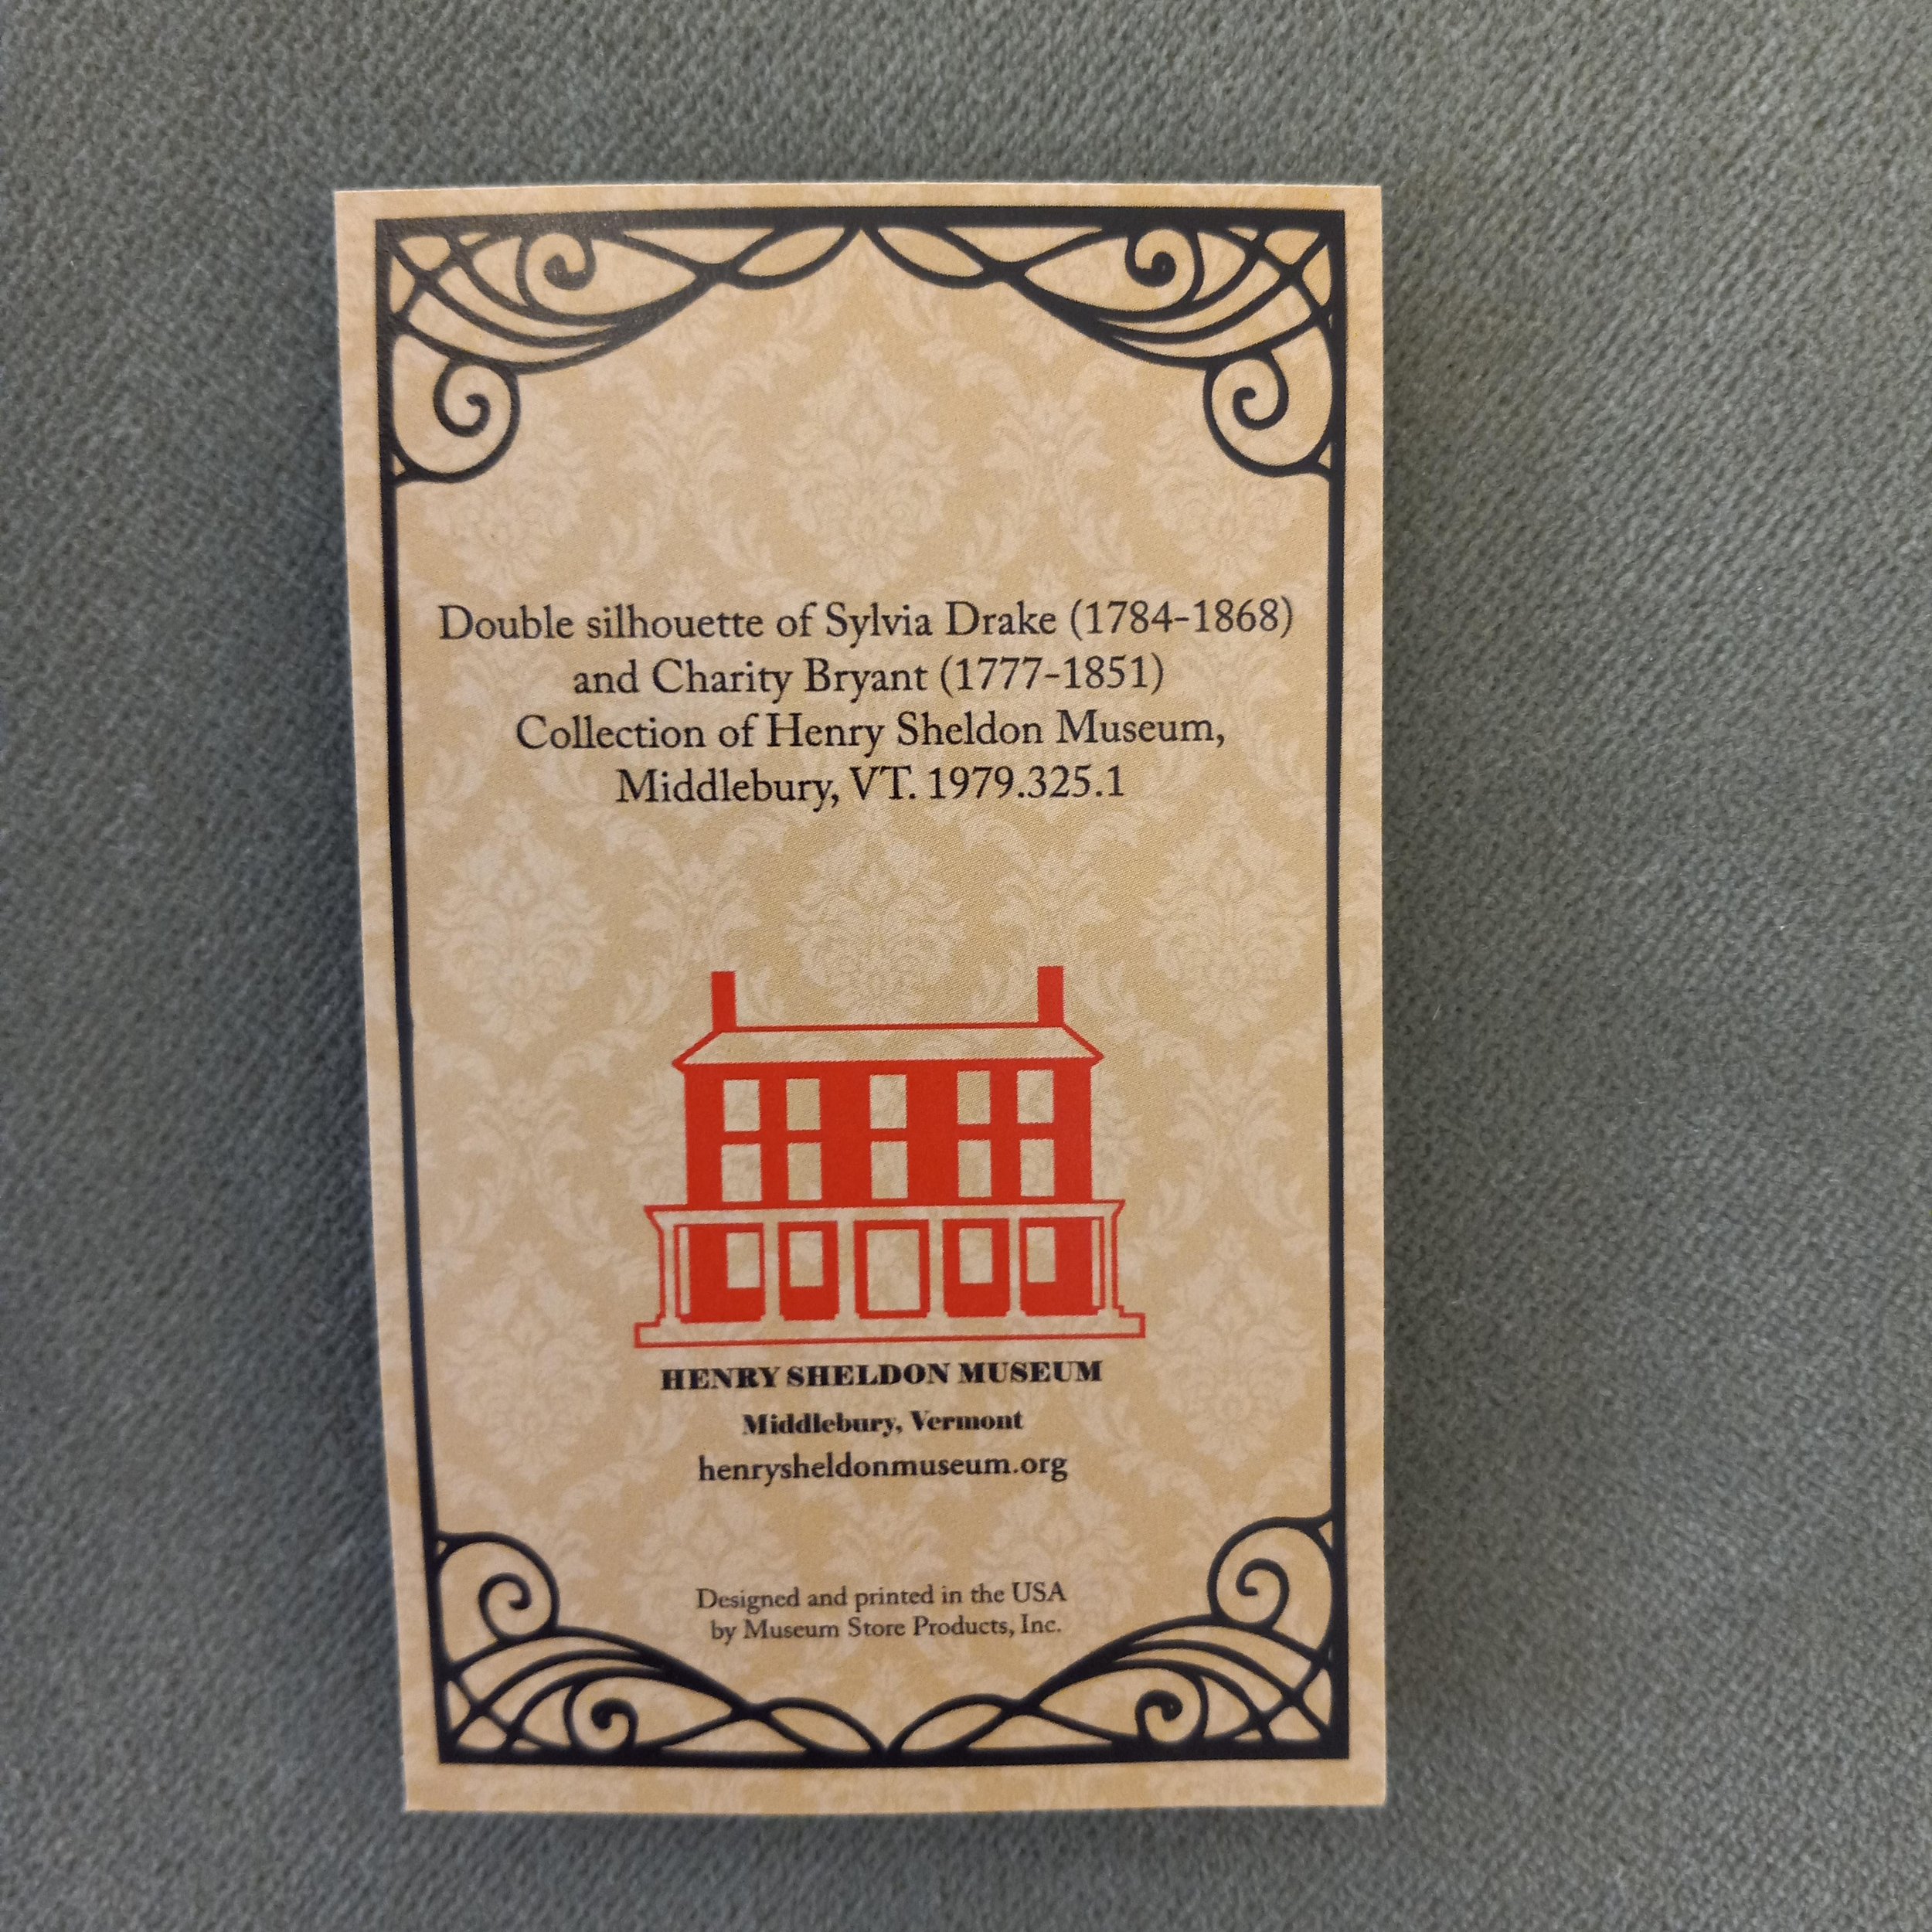 Double silhouette of Sylvia Drake (1784-1868)
and Charity Bryant (1777-1851)
Collection of Henry Sheldon Museum,
Middlebury, VT. 1979.325.1
HENRY SHELDON MUSEUM
Middlebury, Vermont
henrysheldonmuseum.org
Designed and printed in the USA
by Museum Store Products, Inc.